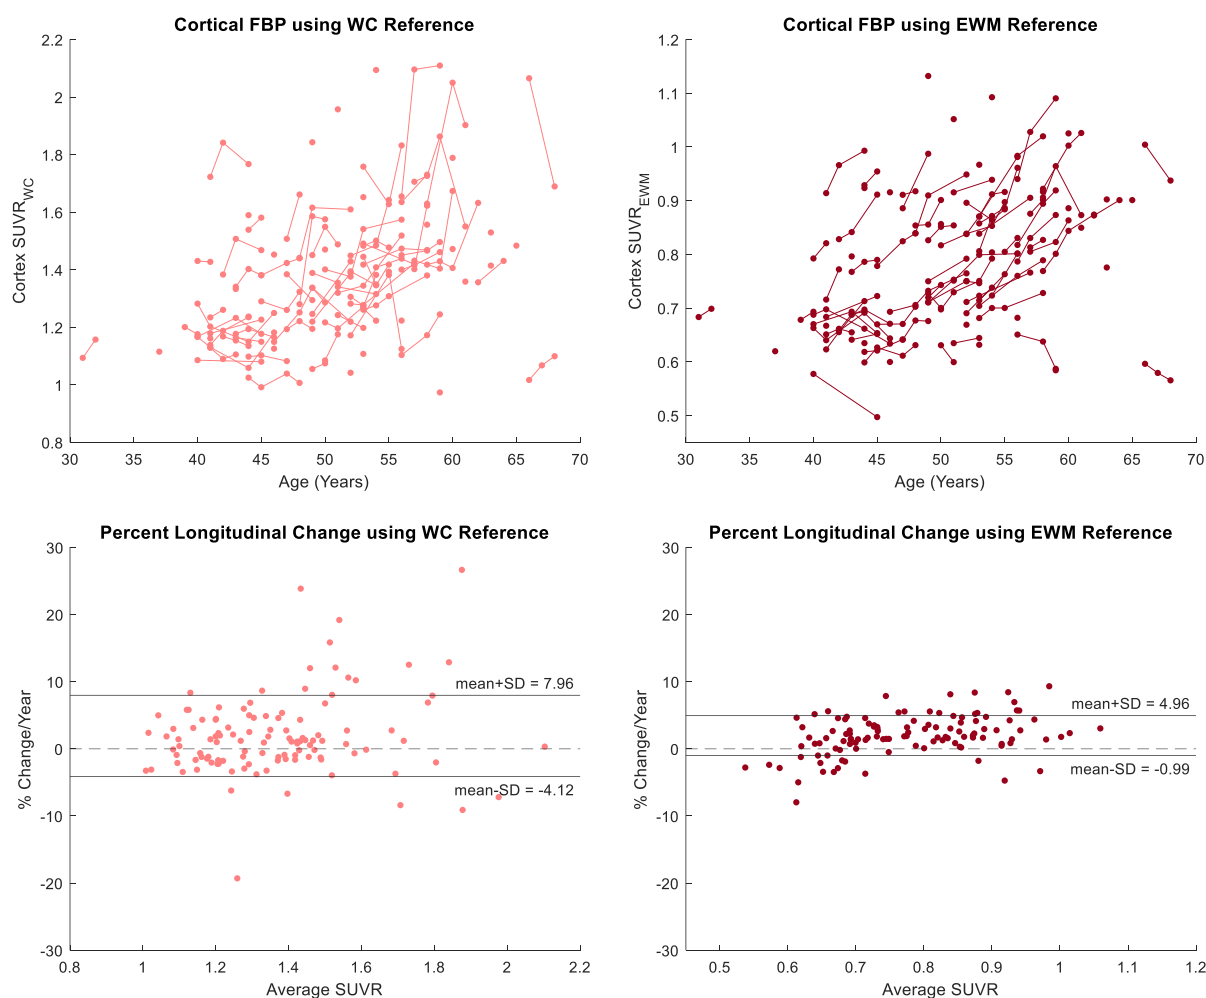 Cortical FBP using WC Reference
2.2
2
1.8
1.6
1.4
1.2
1
0.8
Cortex SUVR_WC
30 35 40 45 50 55 60 65 70
Age (Years)
Cortical FBP using EWM Reference
1.2
1.1
1
0.9
0.8
0.7
0.6
0.5
Cortex SUVR_EWM
30 35 40 45 50 55 60 65 70
Age (Years)
Percent Longitudinal Change using WC Reference
30
20
10
0
-10
-20
-30
% Change/Year
mean+SD = 7.96
mean-SD = -4.12
0.8 1 1.2 1.4 1.6 1.8 2 2.2
Average SUVR
Percent Longitudinal Change using EWM Reference
30
20
10
0
-10
-20
-30
% Change/Year
mean+SD = 4.96
mean-SD = -0.99
0.5 0.6 0.7 0.8 0.9 1 1.1 1.2
Average SUVR